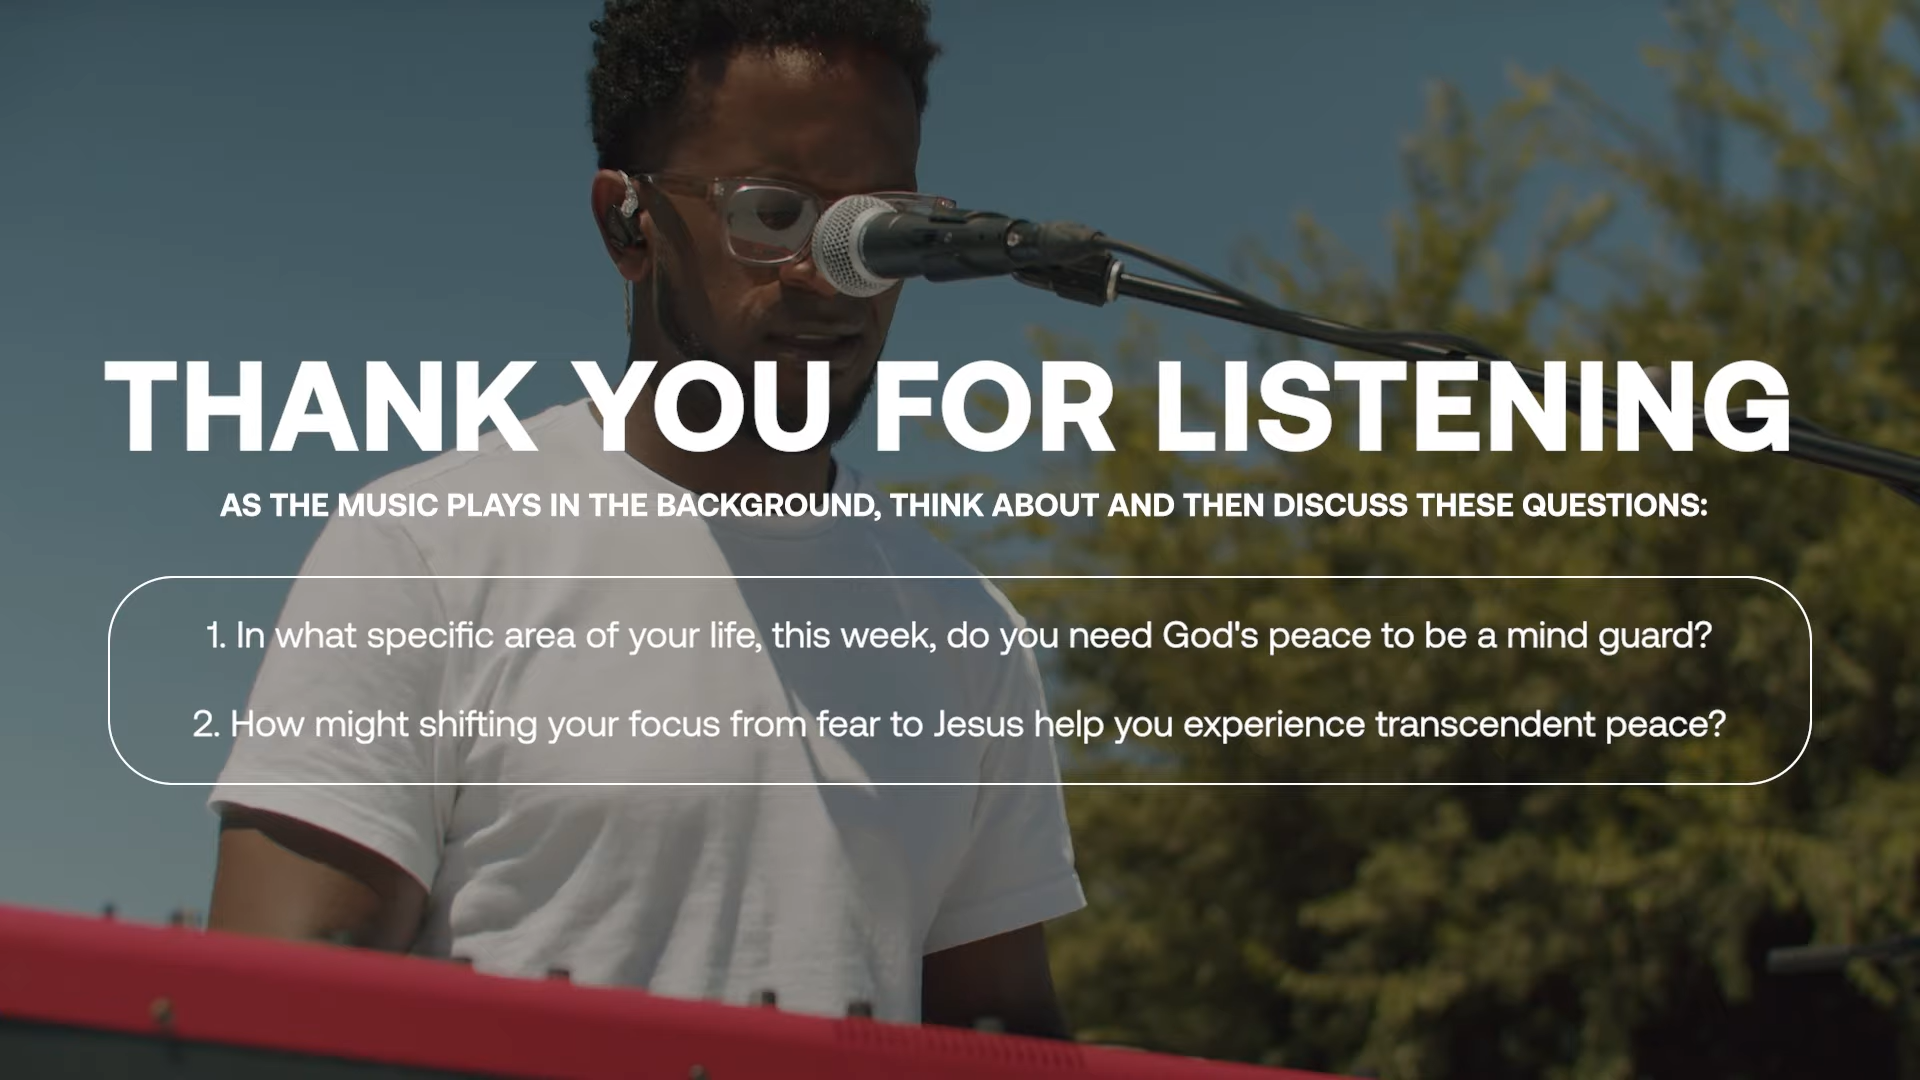 THANK YOU FOR LISTENING
AS THE MUSIC PLAYS IN THE BACKGROUND, THINK ABOUT AND THEN DISCUSS THESE QUESTIONS:
1. In what specific area of your life, this week, do you need God's peace to be a mind guard?
2. How might shifting your focus from fear to Jesus help you experience transcendent peace?